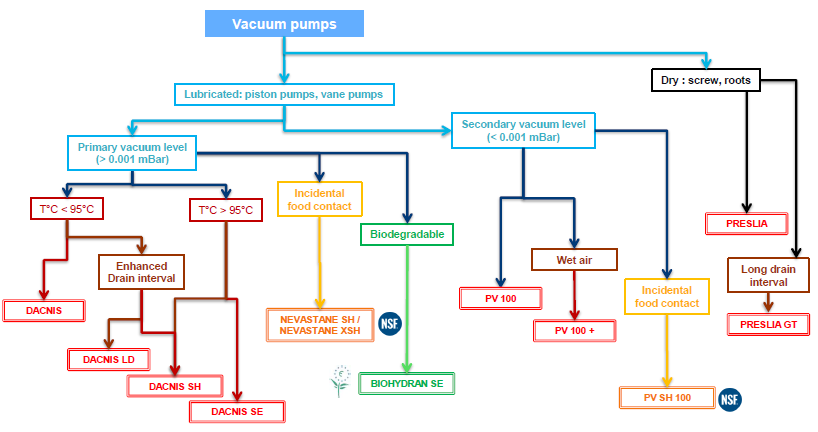 Vacuum pumps
Lubricated: piston pumps, vane pumps
Dry : screw, roots
Primary vacuum level
(> 0.001 mBar)
Secondary vacuum level
(< 0.001 mBar)
T°C < 95°C
T°C > 95°C
Incidental
food contact
Biodegradable
PRESLIA
Enhanced
Drain interval
Wet air
Long drain
interval
Incidental
food contact
DACNIS
PV 100
NEVASTANE SH /
NEVASTANE XSH
NSF
PV 100 +
PRESLIA GT
DACNIS LD
DACNIS SH
BIOHYDRAN SE
DACNIS SE
PV SH 100
NSF